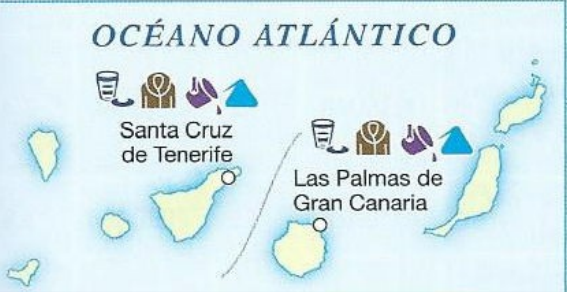 OCÉANO ATLÁNTICO
Santa Cruz
de Tenerife
Las Palmas de
Gran Canaria